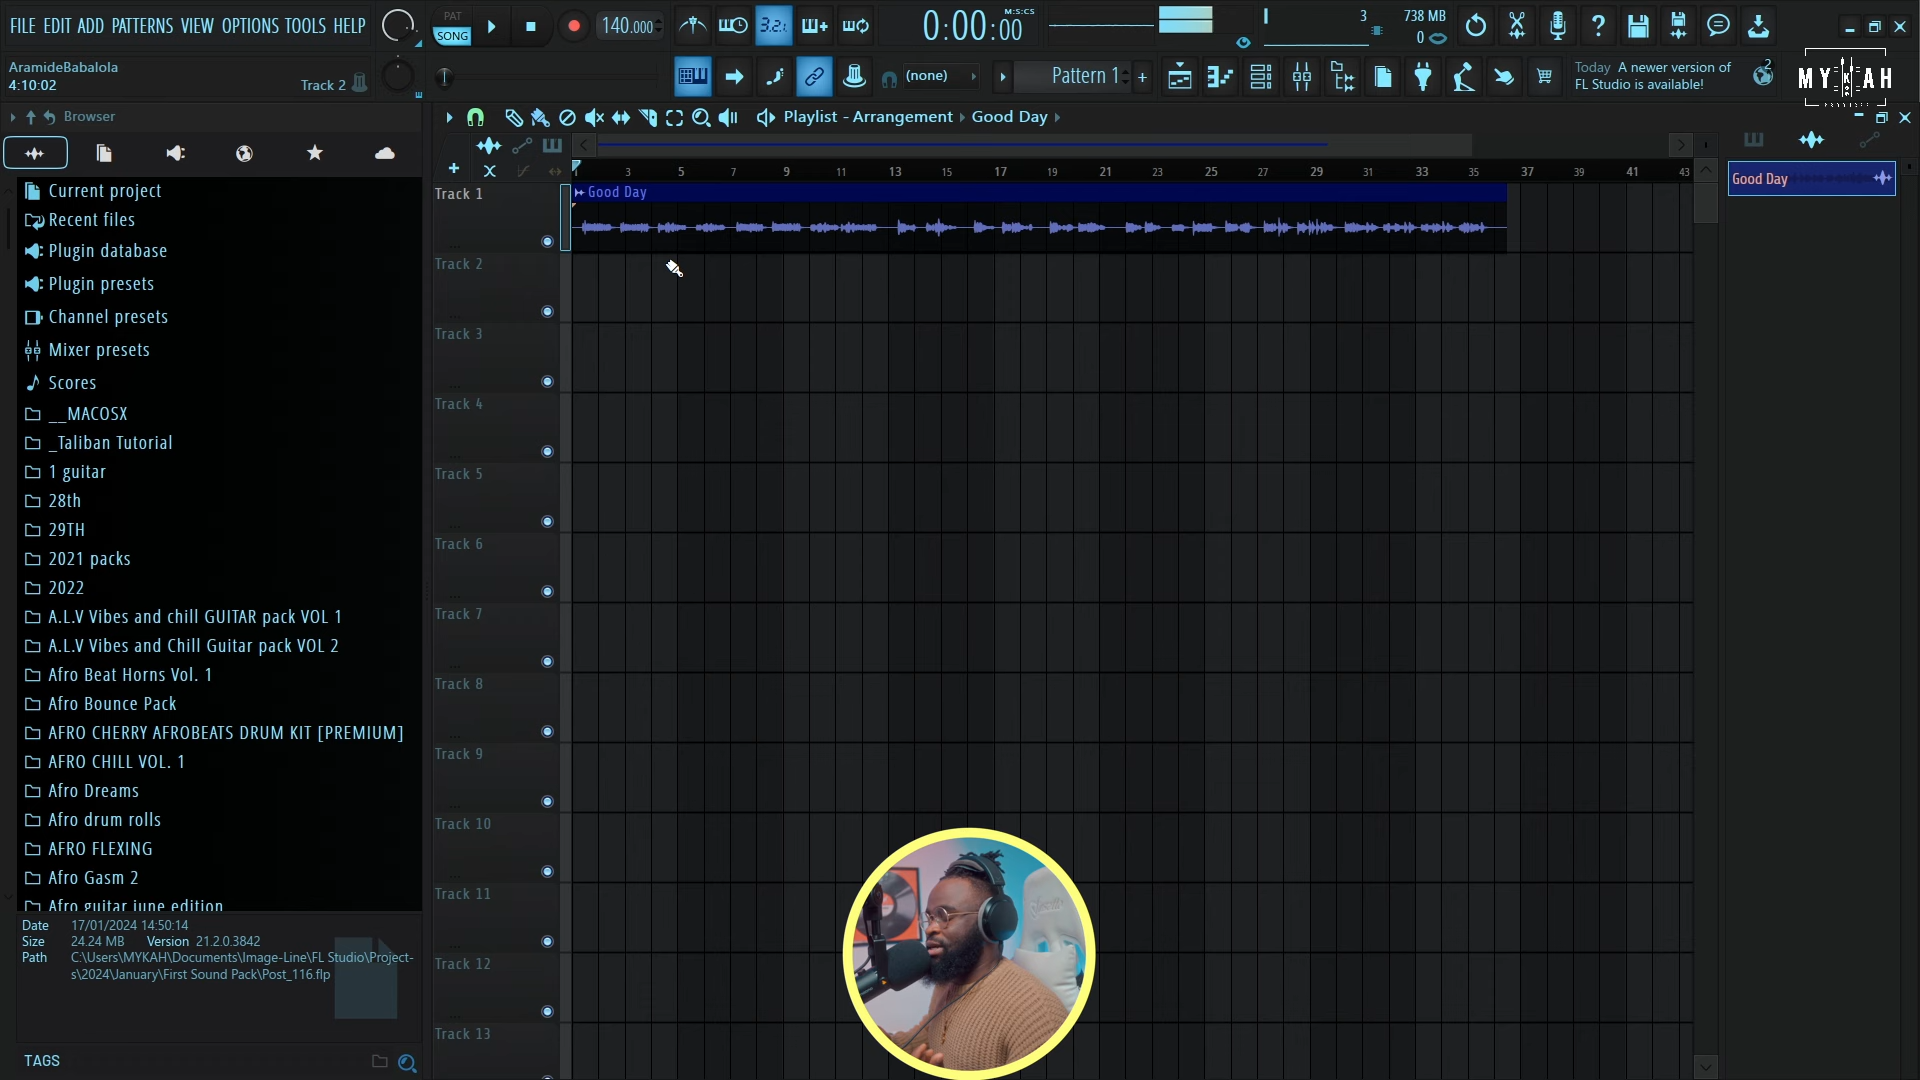 FILE EDIT ADD PATTERNS VIEW OPTIONS TOOLS HELP
PAT
SONG
140.000
3.2.1
0:00:00
M:S:CS
3
738 MB
0
AramideBabalola
4:10:02
Track 2
(none)
Pattern 1
Today A newer version of
FL Studio is available!
2
MYKAH
Browser
Playlist - Arrangement
Good Day
1 3 5 7 9 11 13 15 17 19 21 23 25 27 29 31 33 35 37 39 41 43
Current project
Recent files
Plugin database
Plugin presets
Channel presets
Mixer presets
Scores
__MACOSX
_Taliban Tutorial
1 guitar
28th
29TH
2021 packs
2022
A.L.V Vibes and chill GUITAR pack VOL 1
A.L.V Vibes and Chill Guitar pack VOL 2
Afro Beat Horns Vol. 1
Afro Bounce Pack
AFRO CHERRY AFROBEATS DRUM KIT [PREMIUM]
AFRO CHILL VOL. 1
Afro Dreams
Afro drum rolls
AFRO FLEXING
Afro Gasm 2
Afro guitar june edition
Date 17/01/2024 14:50:14
Size 24.24 MB Version 21.2.0.3842
Path C:\Users\MYKAH\Documents\Image-Line\FL Studio\Project-
s\2024\January\First Sound Pack\Post_116.flp
TAGS
Track 1
Good Day
Track 2
Track 3
Track 4
Track 5
Track 6
Track 7
Track 8
Track 9
Track 10
Track 11
Track 12
Track 13
Good Day